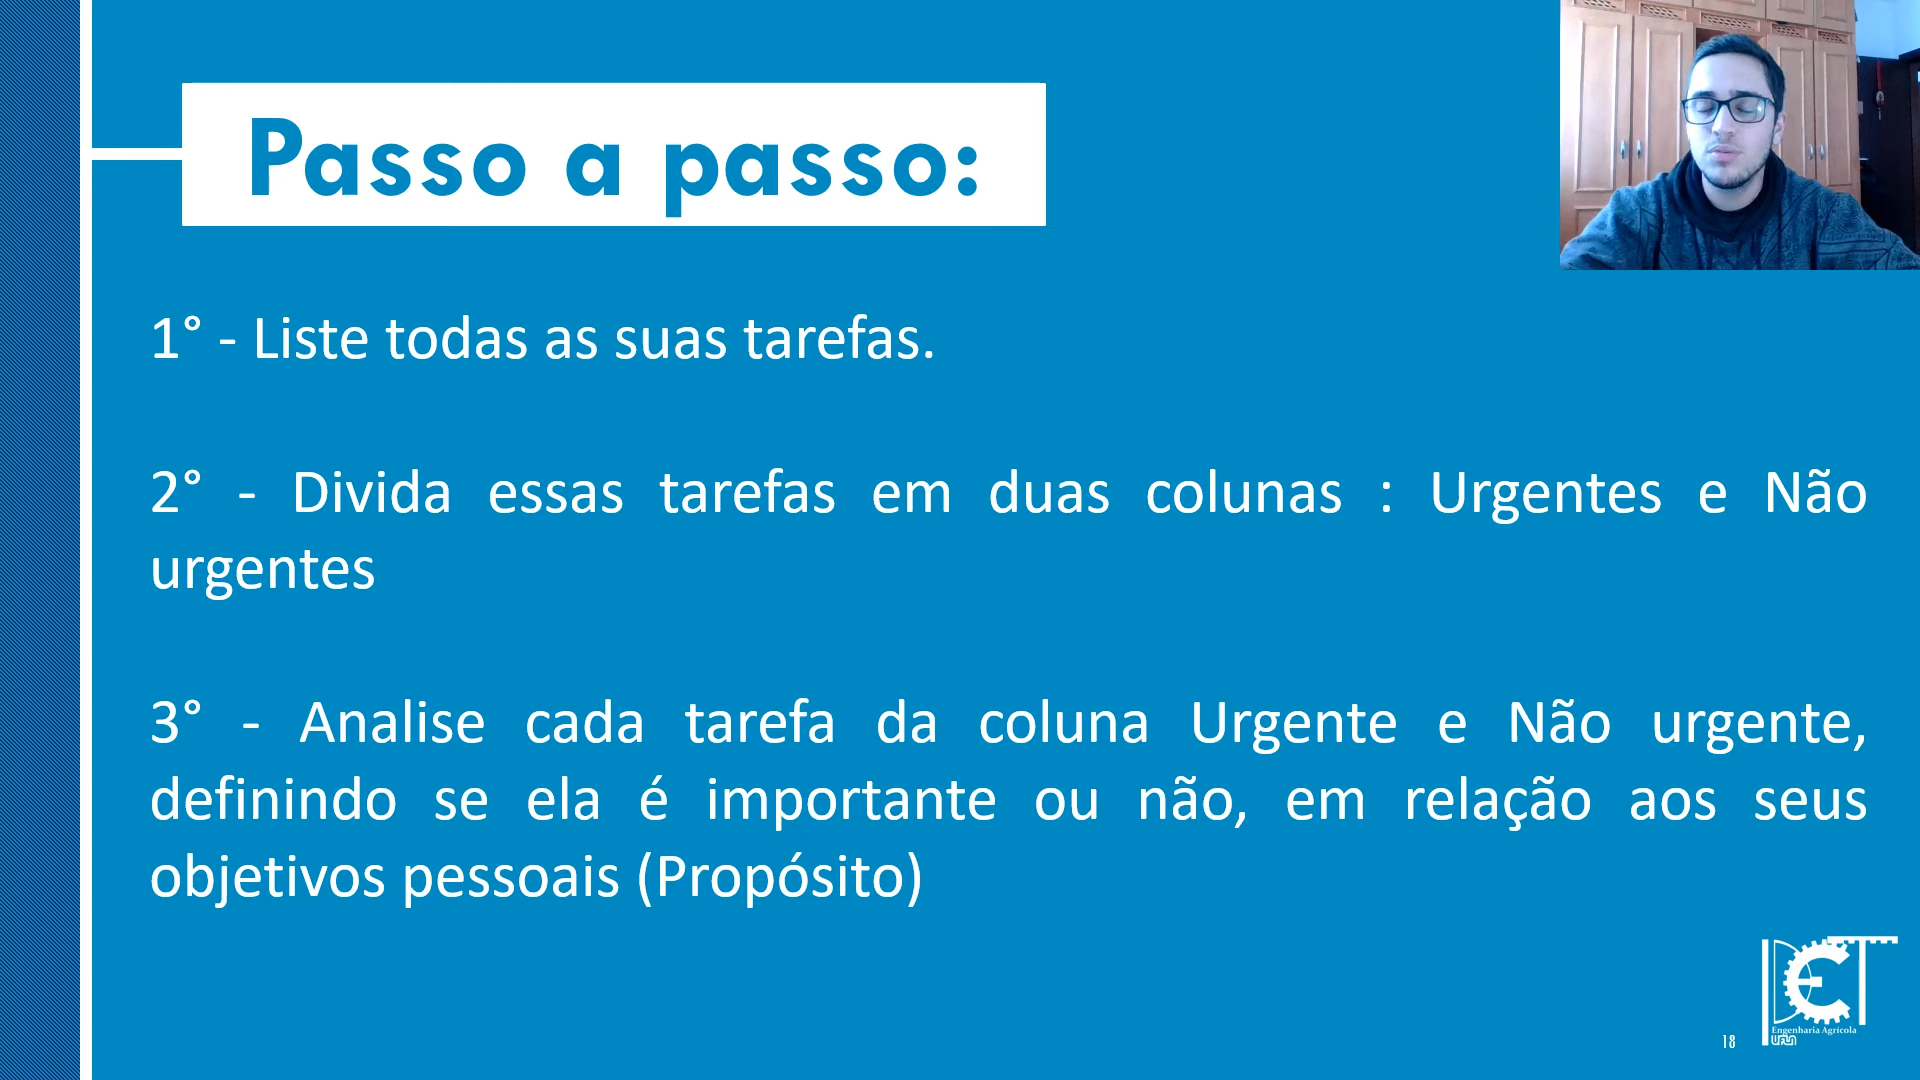 Passo a passo:
1° - Liste todas as suas tarefas.
2° - Divida essas tarefas em duas colunas : Urgentes e Não
urgentes
3° - Analise cada tarefa da coluna Urgente e Não urgente,
definindo se ela é importante ou não, em relação aos seus
objetivos pessoais (Propósito)
PET
Engenharia Agrícola
18